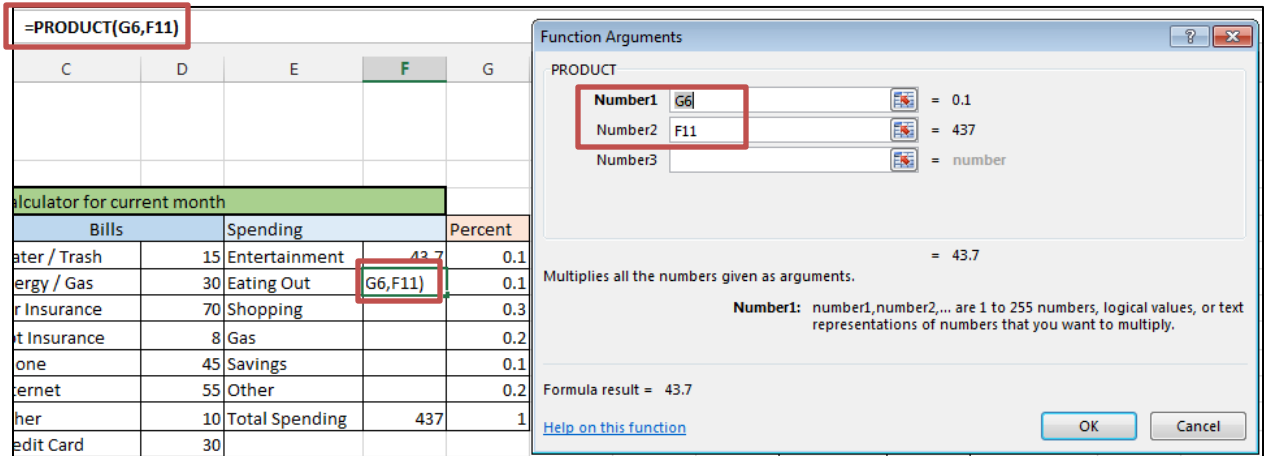 =PRODUCT(G6,F11)
C D E F G
alculator for current month
Bills Spending Percent
ater / Trash 15 Entertainment 43.7 0.1
ergy / Gas 30 Eating Out G6,F11) 0.1
r Insurance 70 Shopping 0.3
ot Insurance 8 Gas 0.2
one 45 Savings 0.1
ternet 55 Other 0.2
her 10 Total Spending 437 1
edit Card 30
Function Arguments
PRODUCT
Number1 G6 = 0.1
Number2 F11 = 437
Number3 = number
= 43.7
Multiplies all the numbers given as arguments.
Number1: number1,number2,... are 1 to 255 numbers, logical values, or text
representations of numbers that you want to multiply.
Formula result = 43.7
Help on this function OK Cancel